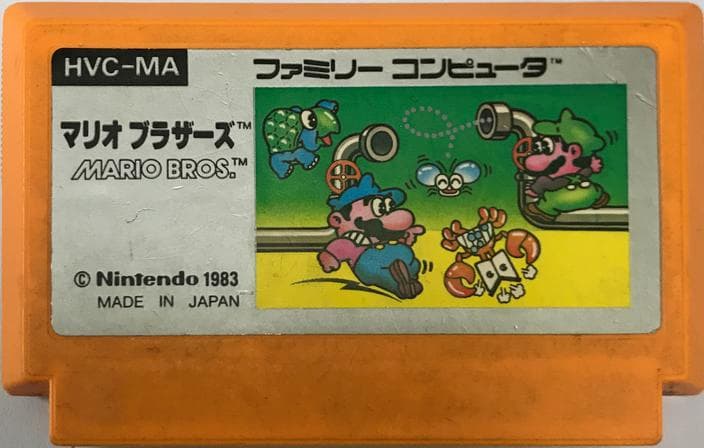 HVC-MA
ファミリー コンピュータ™
マリオ ブラザーズ™
MARIO BROS.™
© Nintendo 1983
MADE IN JAPAN